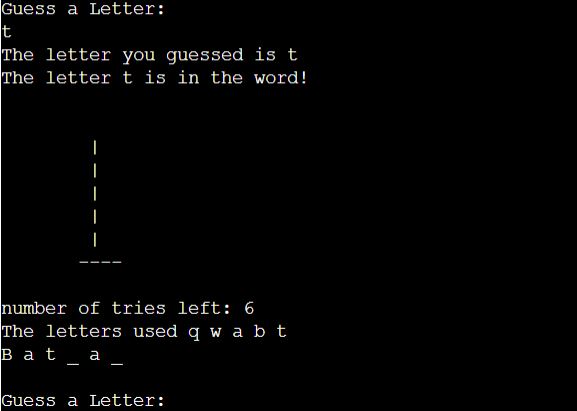 Guess a Letter:
t
The letter you guessed is t
The letter t is in the word!
|
|
|
|
|
----
number of tries left: 6
The letters used q w a b t
B a t _ a _
Guess a Letter: